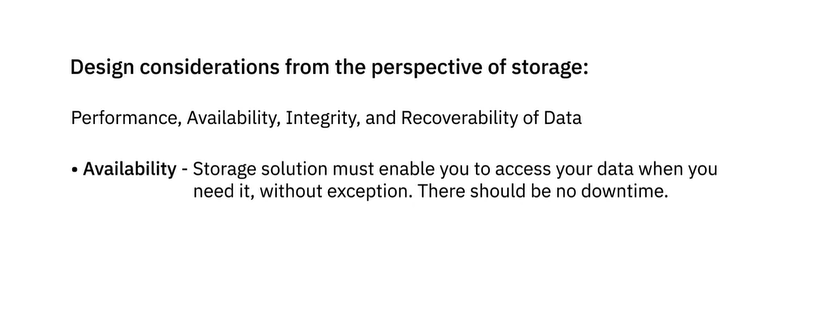 Design considerations from the perspective of storage:
Performance, Availability, Integrity, and Recoverability of Data
• Availability - Storage solution must enable you to access your data when you
need it, without exception. There should be no downtime.